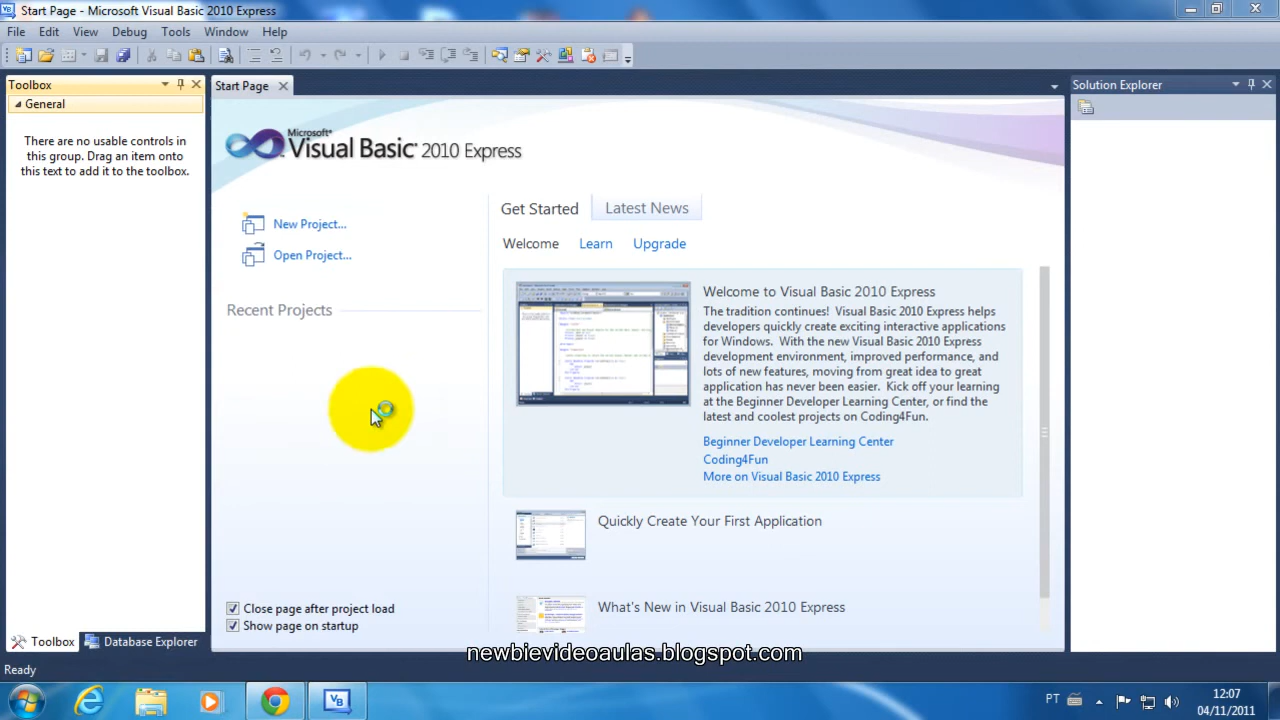 Start Page - Microsoft Visual Basic 2010 Express
File Edit View Debug Tools Window Help
Toolbox
General
There are no usable controls in
this group. Drag an item onto
this text to add it to the toolbox.
Toolbox Database Explorer
Start Page
Microsoft®
Visual Basic® 2010 Express
New Project...
Open Project...
Recent Projects
Close page after project load
Show page on startup
Get Started Latest News
Welcome Learn Upgrade
Welcome to Visual Basic 2010 Express
The tradition continues! Visual Basic 2010 Express helps
developers quickly create exciting interactive applications
for Windows. With the new Visual Basic 2010 Express
development environment, improved performance, and
lots of new features, moving from great idea to great
application has never been easier. Kick off your learning
at the Beginner Developer Learning Center, or find the
latest and coolest projects on Coding4Fun.
Beginner Developer Learning Center
Coding4Fun
More on Visual Basic 2010 Express
Quickly Create Your First Application
What's New in Visual Basic 2010 Express
Solution Explorer
newbievideoaulas.blogspot.com
Ready
VB
PT
12:07
04/11/2011